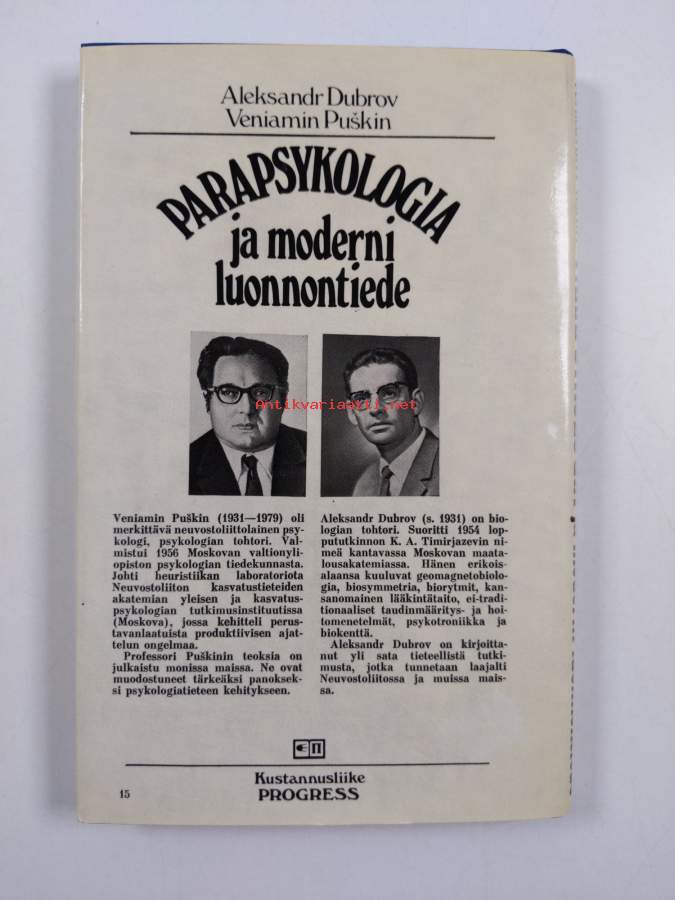 Aleksandr Dubrov
Veniamin Puškin
PARAPSYKOLOGIA
ja moderni
luonnontiede
Antikvariaatti.net
Veniamin Puškin (1931—1979) oli
merkittävä neuvostoliittolainen psy-
kologi, psykologian tohtori. Val-
mistui 1956 Moskovan valtionyli-
opiston psykologian tiedekunnasta.
Johti heuristiikan laboratoriota
Neuvostoliiton kasvatustieteiden
akatemian yleisen ja kasvatus-
psykologian tutkimusinstituutissa
(Moskova), jossa kehitteli perus-
tavanlaatuista produktiivisen ajat-
telun ongelmaa.
Professori Puškinin teoksia on
julkaistu monissa maissa. Ne ovat
muodostuneet tärkeäksi panoksek-
si psykologiatieteen kehitykseen.
Aleksandr Dubrov (s. 1931) on bio-
logian tohtori. Suoritti 1954 lop-
pututkinnon K. A. Timirjazevin ni-
meä kantavassa Moskovan maata-
lousakatemiassa. Hänen erikois-
alaansa kuuluvat geomagnetobiolo-
gia, biosymmetria, biorytmit, kan-
sanomainen lääkintätaito, ei-tradi-
tionaaliset taudinmääritys- ja hoi-
tomenetelmät, psykotroniikka ja
biokenttä.
Aleksandr Dubrov on kirjoitta-
nut yli sata tieteellistä tutki-
musta, jotka tunnetaan laajalti
Neuvostoliitossa ja muissa mais-
sa.
Kustannusliike
PROGRESS
15